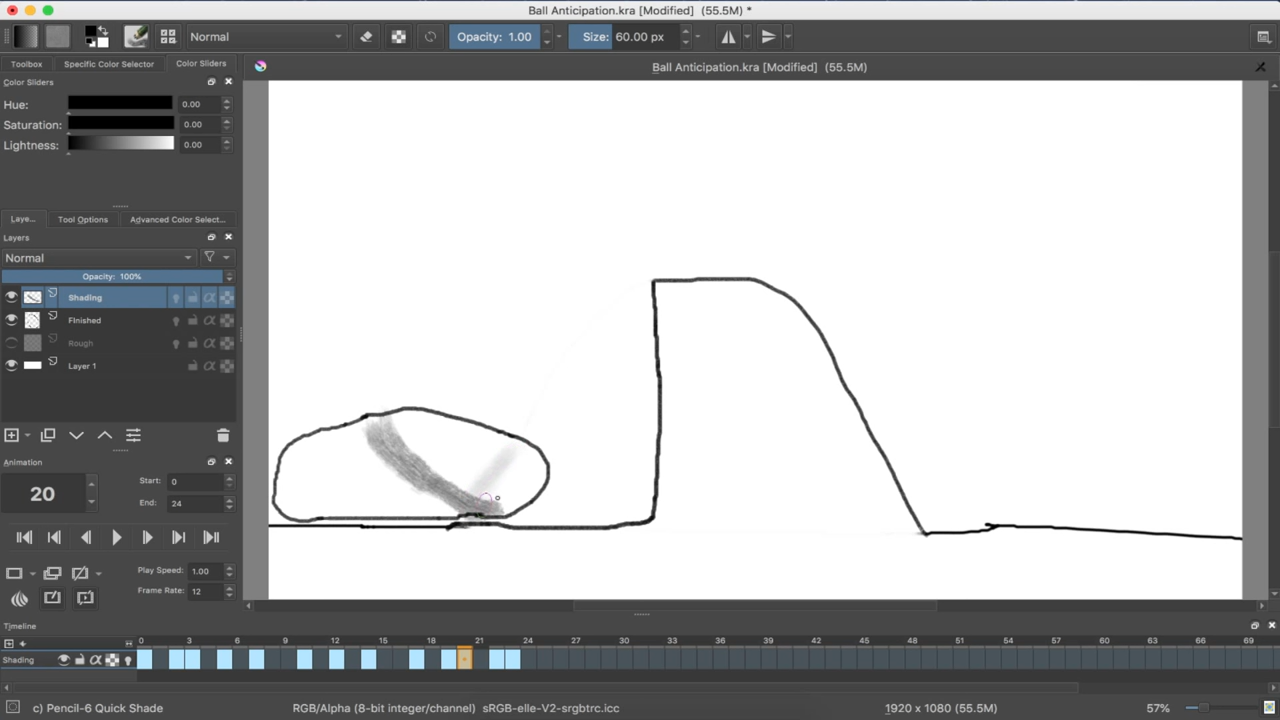 Ball Anticipation.kra [Modified] (55.5M) *
Normal Opacity: 1.00 Size: 60.00 px
Toolbox Specific Color Selector Color Sliders
Ball Anticipation.kra [Modified] (55.5M)
Color Sliders
Hue: 0.00
Saturation: 0.00
Lightness: 0.00
Laye... Tool Options Advanced Color Select...
Layers
Normal
Opacity: 100%
Shading
FInished
Rough
Layer 1
Animation
20
Start: 0
End: 24
Play Speed: 1.00
Frame Rate: 12
Timeline
0 3 6 9 12 15 18 21 24 27 30 33 36 39 42 45 48 51 54 57 60 63 66 69
Shading
c) Pencil-6 Quick Shade RGB/Alpha (8-bit integer/channel) sRGB-elle-V2-srgbtrc.icc 1920 x 1080 (55.5M) 57%